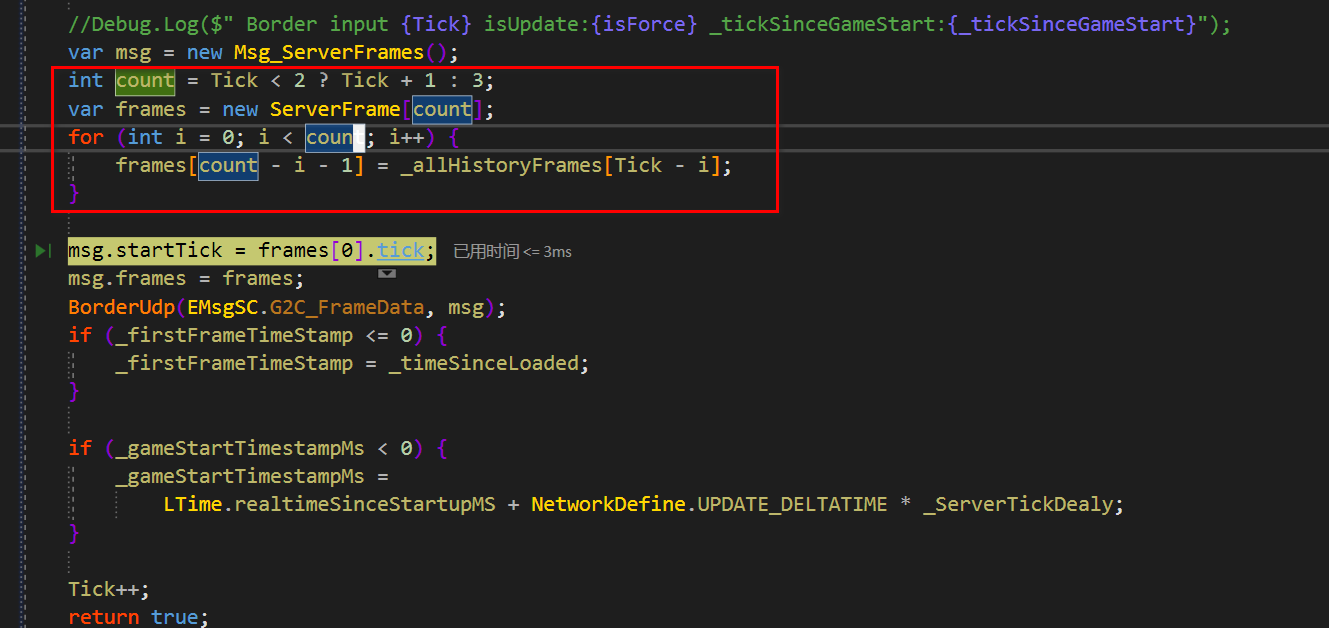 //Debug.Log($" Border input {Tick} isUpdate:{isForce} _tickSinceGameStart:{_tickSinceGameStart}");
var msg = new Msg_ServerFrames();
int count = Tick < 2 ? Tick + 1 : 3;
var frames = new ServerFrame[count];
for (int i = 0; i < count; i++) {
frames[count - i - 1] = _allHistoryFrames[Tick - i];
}
msg.startTick = frames[0].tick; 已用时间 <= 3ms
msg.frames = frames;
BorderUdp(EMsgSC.G2C_FrameData, msg);
if (_firstFrameTimeStamp <= 0) {
_firstFrameTimeStamp = _timeSinceLoaded;
}
if (_gameStartTimestampMs < 0) {
_gameStartTimestampMs =
LTime.realtimeSinceStartupMS + NetworkDefine.UPDATE_DELTATIME * _ServerTickDealy;
}
Tick++;
return true;